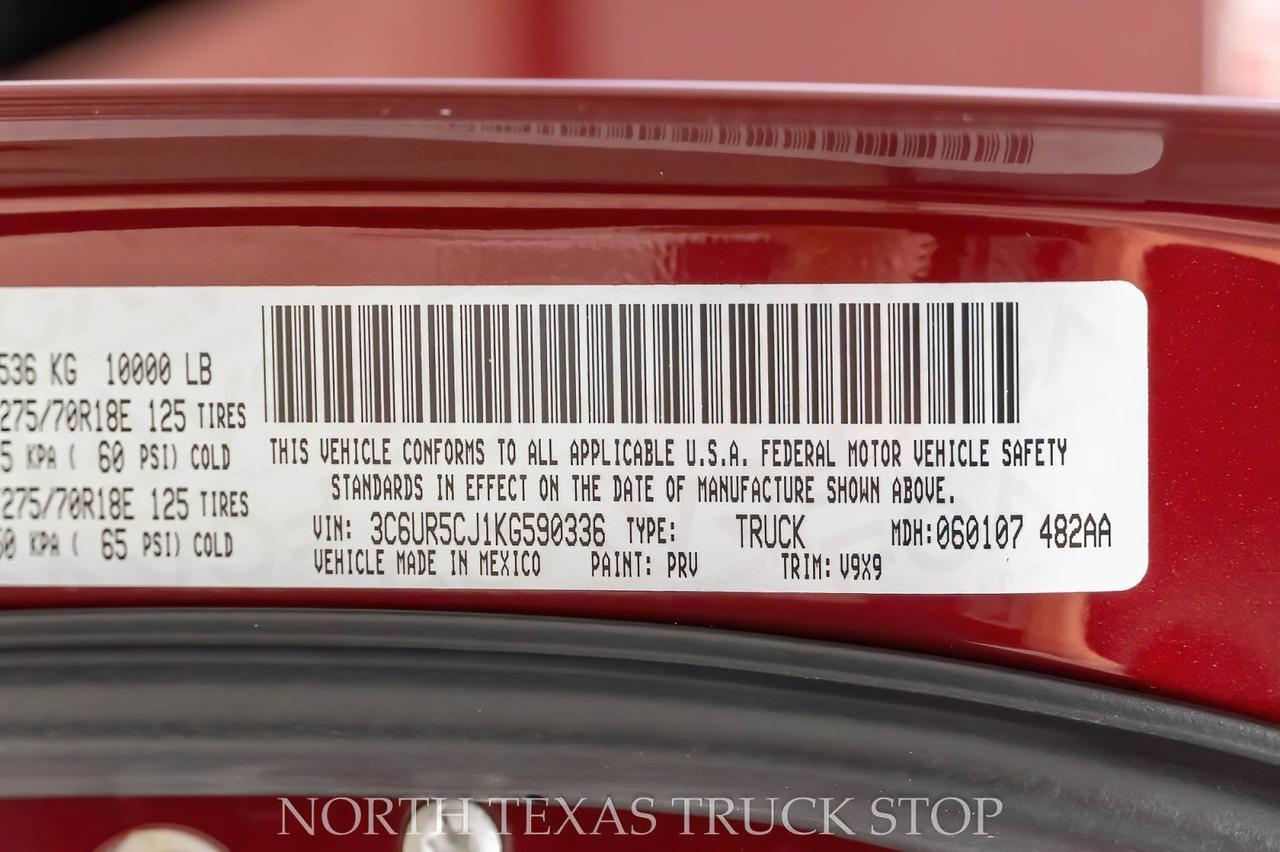 536 KG 10000 LB
275/70R18E 125 TIRES
5 KPA ( 60 PSI) COLD
275/70R18E 125 TIRES
50 KPA ( 65 PSI) COLD
THIS VEHICLE CONFORMS TO ALL APPLICABLE U.S.A. FEDERAL MOTOR VEHICLE SAFETY
STANDARDS IN EFFECT ON THE DATE OF MANUFACTURE SHOWN ABOVE.
VIN: 3C6UR5CJ1KG590336 TYPE: TRUCK MDH: 060107 482AA
VEHICLE MADE IN MEXICO PAINT: PRV TRIM: V9X9
NORTH TEXAS TRUCK STOP